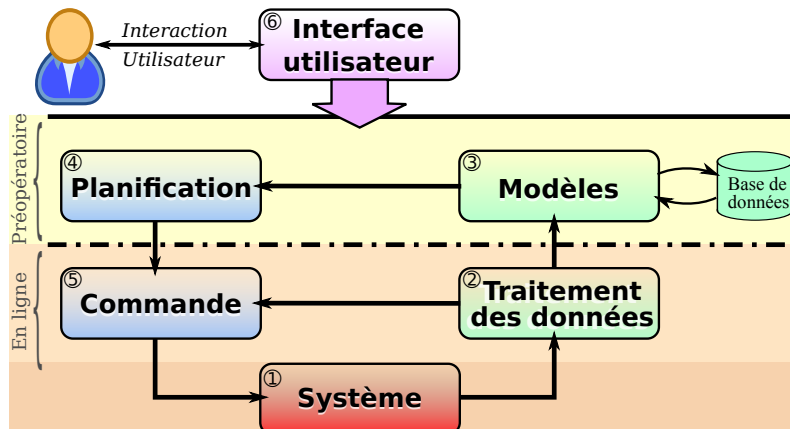 ⑥
Interaction
Utilisateur
Interface
utilisateur
Préopératoire
④
Planification
③
Modèles
Base de
données
En ligne
⑤
Commande
②
Traitement
des données
①
Système